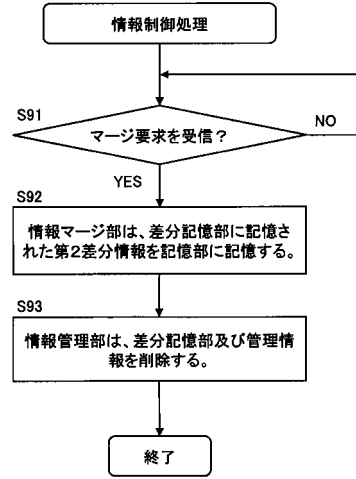 情報制御処理
S91
マージ要求を受信？
NO
YES
S92
情報マージ部は、差分記憶部に記憶さ
れた第2差分情報を記憶部に記憶する。
S93
情報管理部は、差分記憶部及び管理情
報を削除する。
終了